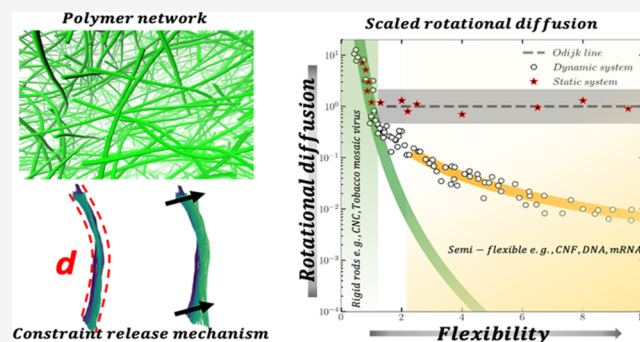 Polymer network
d
Constraint release mechanism
Scaled rotational diffusion
Rotational diffusion
10¹
10⁰
10⁻¹
10⁻²
10⁻³
10⁻⁴
Odijk line
Dynamic system
Static system
Rigid rods e.g., CNC, Tobacco mosaic virus
Semi − flexible e.g., CNF, DNA, mRNA
0 2 4 6 8
Flexibility